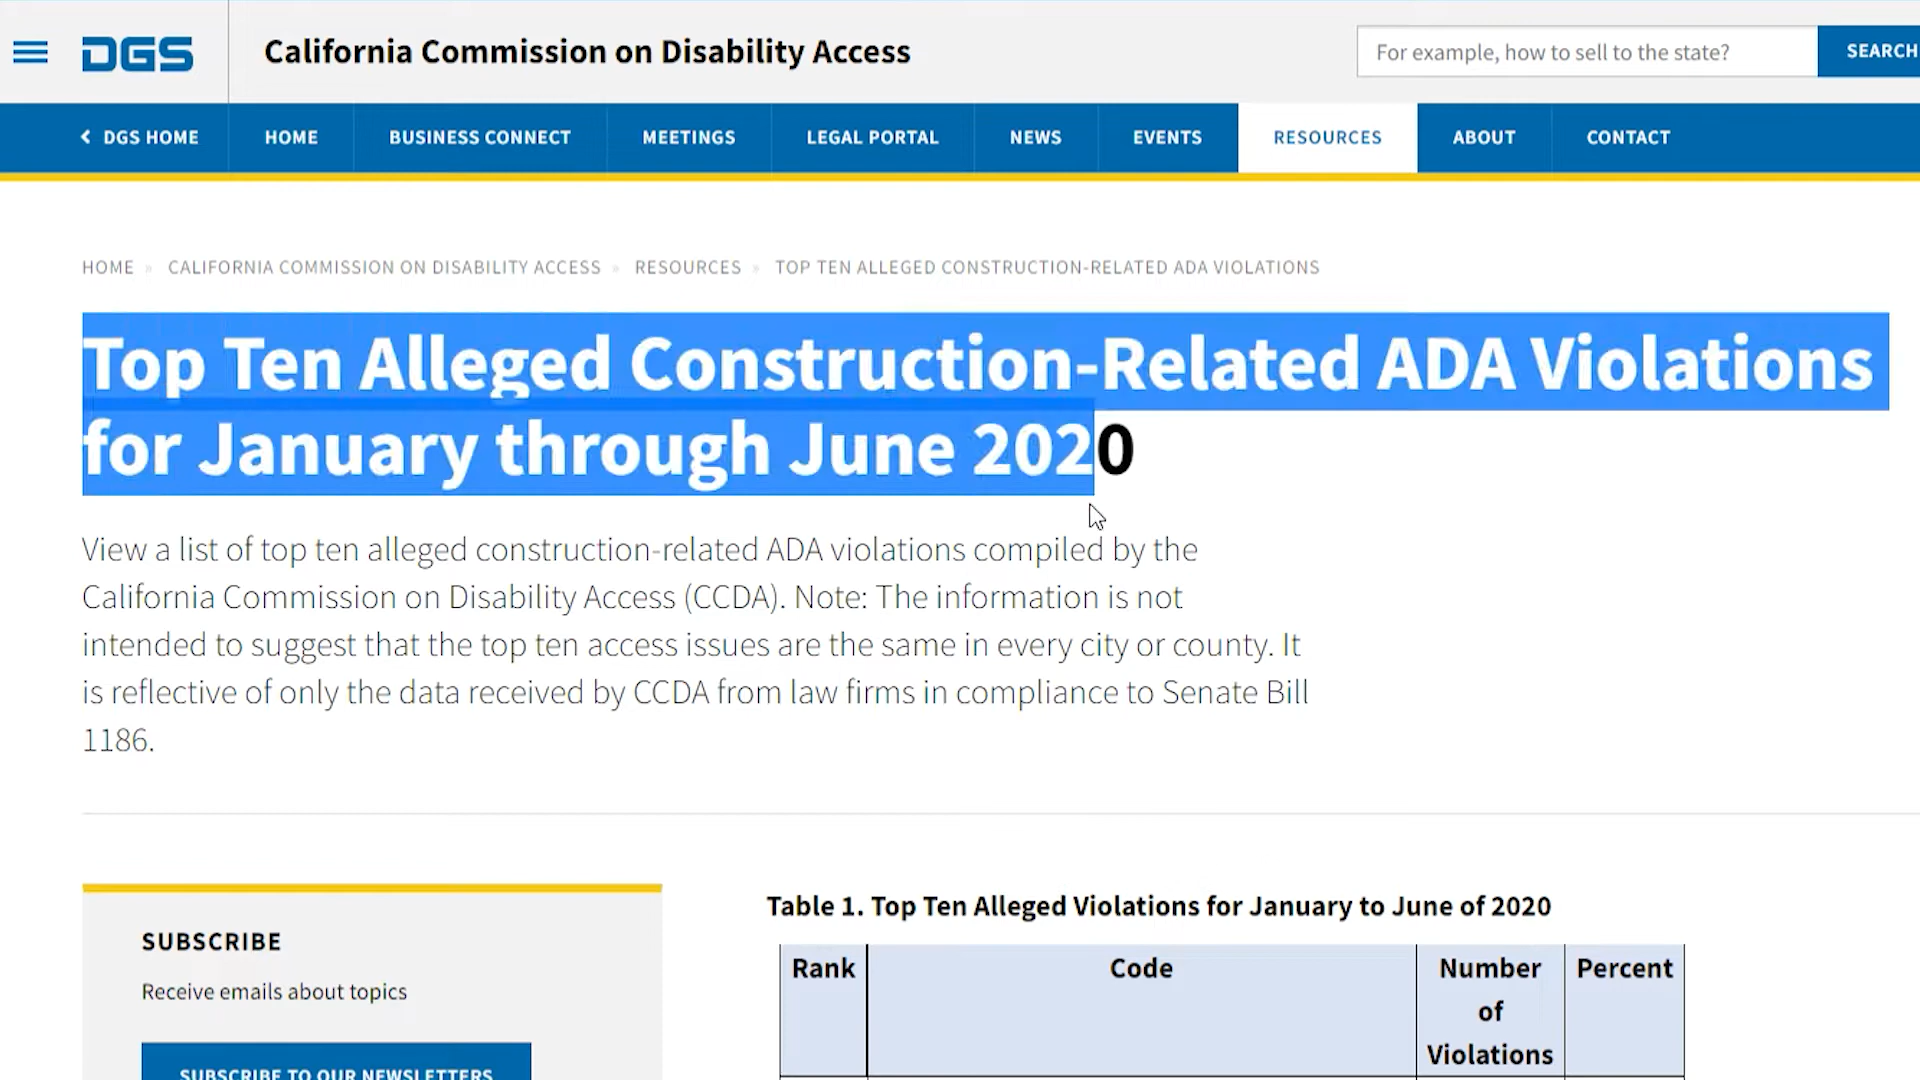 DGS
California Commission on Disability Access
For example, how to sell to the state?
SEARCH
DGS HOME
HOME
BUSINESS CONNECT
MEETINGS
LEGAL PORTAL
NEWS
EVENTS
RESOURCES
ABOUT
CONTACT
HOME » CALIFORNIA COMMISSION ON DISABILITY ACCESS » RESOURCES » TOP TEN ALLEGED CONSTRUCTION-RELATED ADA VIOLATIONS
Top Ten Alleged Construction-Related ADA Violations
for January through June 2020
View a list of top ten alleged construction-related ADA violations compiled by the
California Commission on Disability Access (CCDA). Note: The information is not
intended to suggest that the top ten access issues are the same in every city or county. It
is reflective of only the data received by CCDA from law firms in compliance to Senate Bill
1186.
SUBSCRIBE
Receive emails about topics
SUBSCRIBE TO OUR NEWSLETTERS
Table 1. Top Ten Alleged Violations for January to June of 2020
Rank
Code
Number
of
Violations
Percent